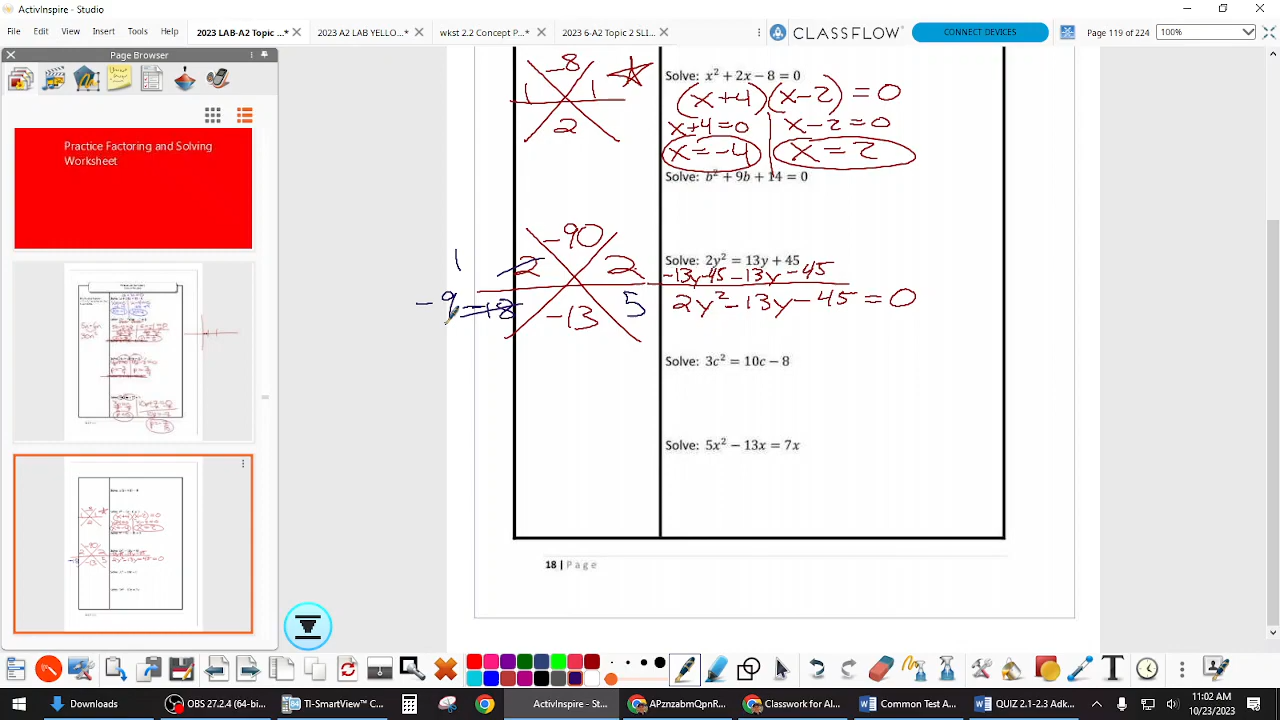 ActivInspire - Studio
File Edit View Insert Tools Help
2023 LAB-A2 Topic ...*
2023 A2 I_ELLO...*
wkst 2.2 Concept P...*
2023 6-A2 Topic 2 SLI...
CLASSFLOW
CONNECT DEVICES
Page 119 of 224
100%
Page Browser
Practice Factoring and Solving
Worksheet
-8
1 1
2
Solve: x² + 2x − 8 = 0
(x+4)(x-2) = 0
x+4=0 x-2=0
x=-4 x=2
Solve: b² + 9b + 14 = 0
-90
1 2 2
-9 -18 5
-13
Solve: 2y² = 13y + 45
-13y-45 -13y -45
2y²-13y-45=0
Solve: 3c² = 10c − 8
Solve: 5x² − 13x = 7x
18 | Page
Downloads
OBS 27.2.4 (64-bi...
TI-SmartView™ C...
ActivInspire - St...
APznzabmQpnR...
Classwork for A...
Common Test A...
QUIZ 2.1-2.3 Adk...
11:02 AM
10/23/2023